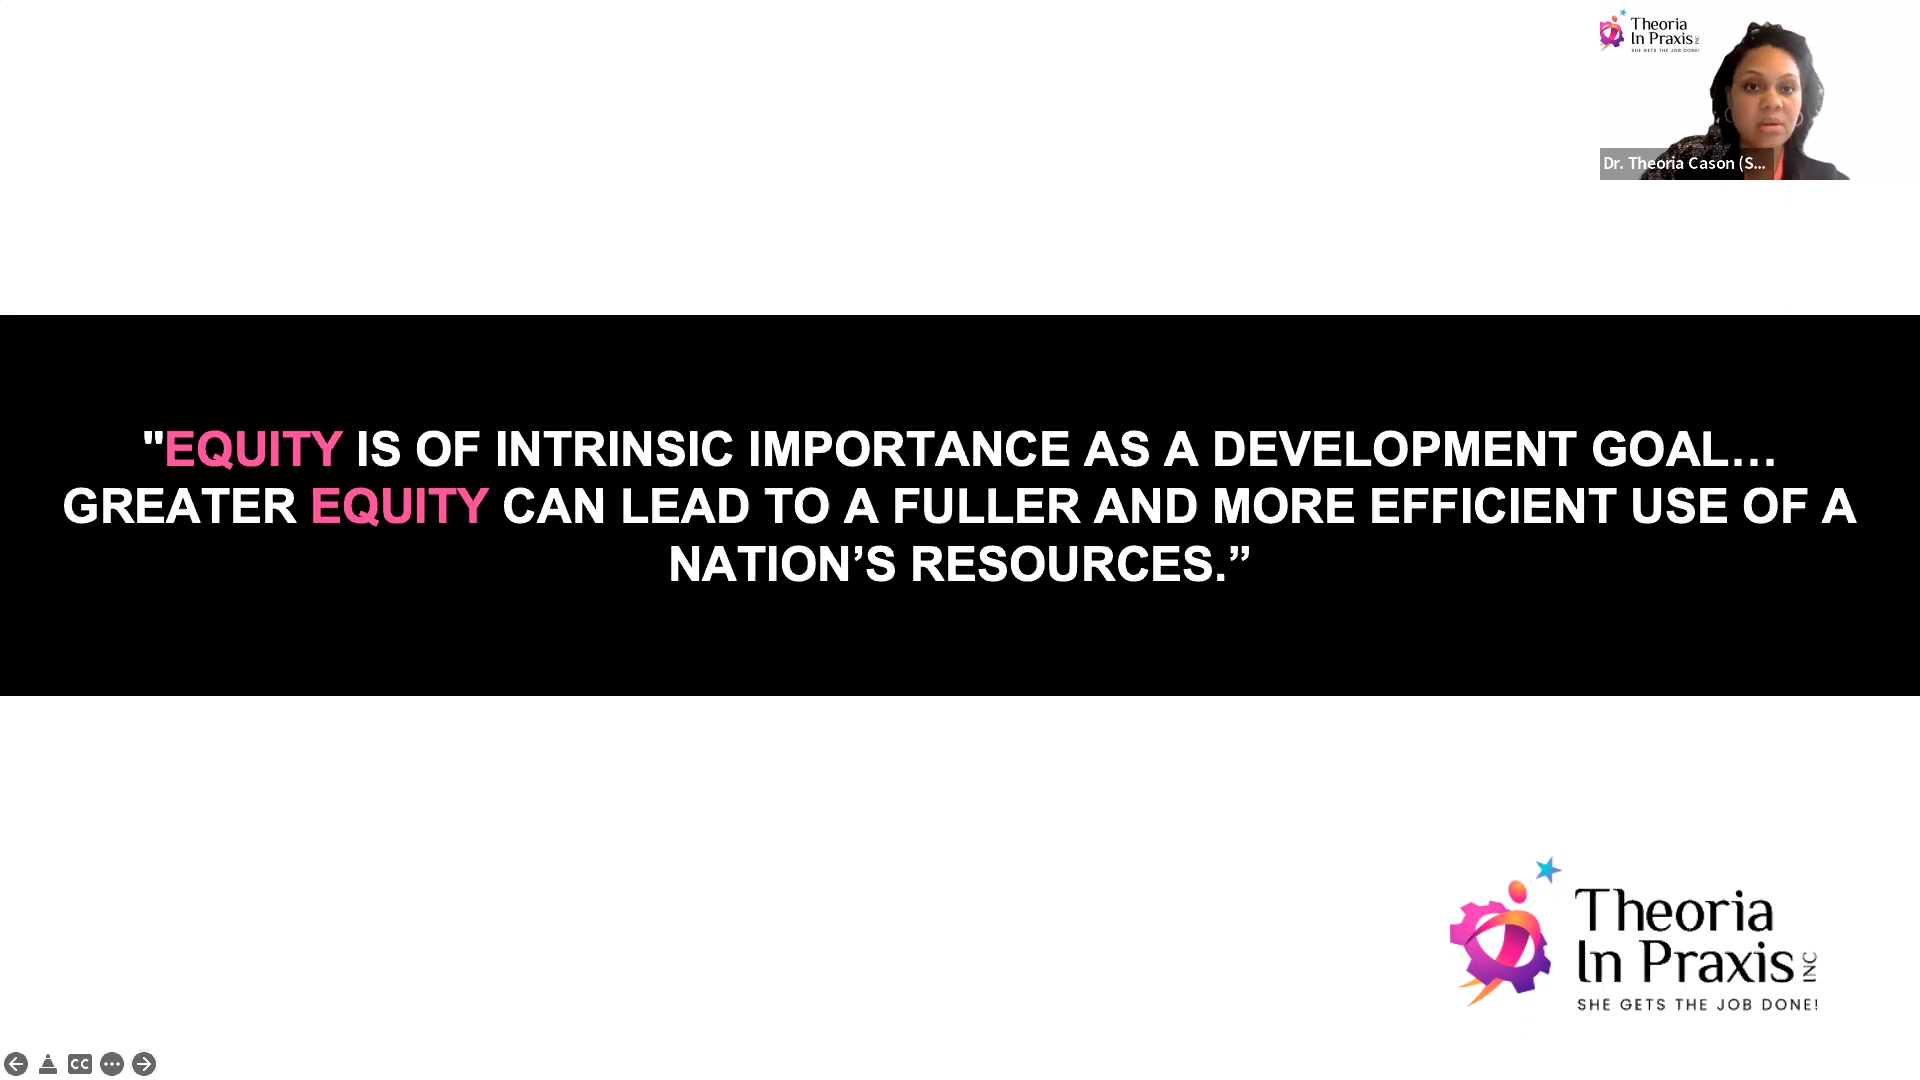 Theoria
In Praxis INC
SHE GETS THE JOB DONE!
Dr. Theoria Cason (S...
"EQUITY IS OF INTRINSIC IMPORTANCE AS A DEVELOPMENT GOAL…
GREATER EQUITY CAN LEAD TO A FULLER AND MORE EFFICIENT USE OF A
NATION’S RESOURCES.”
Theoria
In Praxis INC
SHE GETS THE JOB DONE!
CC